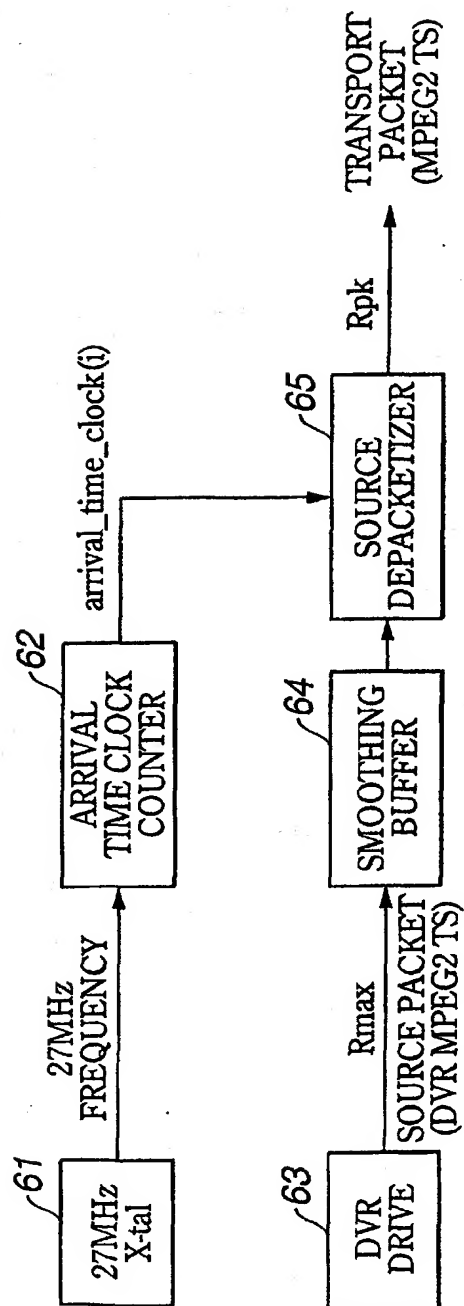 61
27MHz
X-tal
27MHz
FREQUENCY
62
ARRIVAL
TIME CLOCK
COUNTER
arrival_time_clock(i)
63
DVR
DRIVE
Rmax
SOURCE PACKET
(DVR MPEG2 TS)
64
SMOOTHING
BUFFER
65
SOURCE
DEPACKETIZER
Rpk
TRANSPORT
PACKET
(MPEG2 TS)